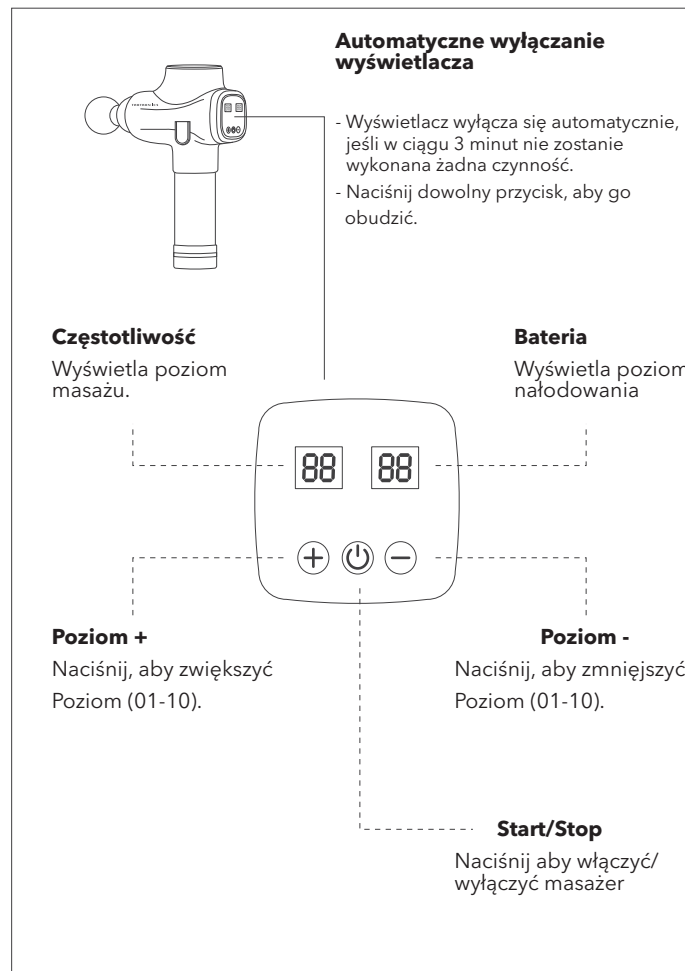 Automatyczne wyłączanie
wyświetlacza
- Wyświetlacz wyłącza się automatycznie,
jeśli w ciągu 3 minut nie zostanie
wykonana żadna czynność.
- Naciśnij dowolny przycisk, aby go
obudzić.
Częstotliwość
Wyświetla poziom
masażu.
Bateria
Wyświetla poziom
nałodowania
88 88
Poziom +
Naciśnij, aby zwiększyć
Poziom (01-10).
Poziom -
Naciśnij, aby zmnięjszyć
Poziom (01-10).
Start/Stop
Naciśnij aby włączyć/
wyłączyć masażer